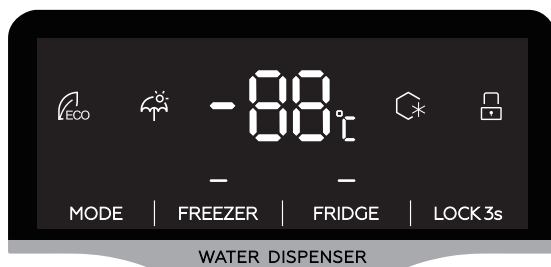 ECO -88°C
MODE FREEZER FRIDGE LOCK 3s
WATER DISPENSER